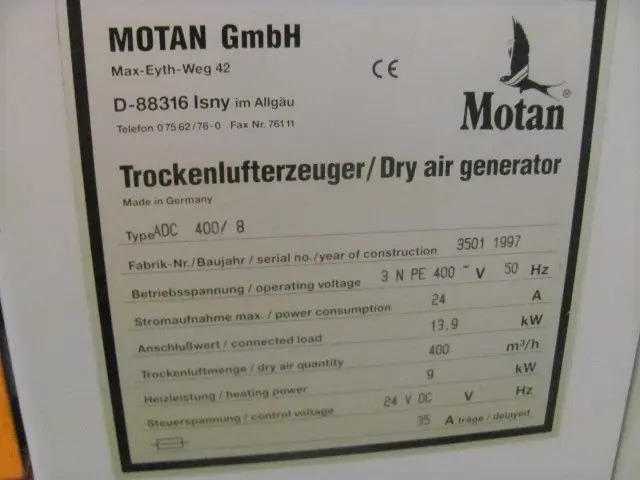 MOTAN GmbH
Max-Eyth-Weg 42
CE
D-88316 Isny im Allgäu
Telefon 07562/76-0 Fax Nr. 76111
Motan®
Trockenlufterzeuger/Dry air generator
Made in Germany
Type ADC 400/ 8
Fabrik-Nr./Baujahr / serial no./year of construction 3501 1997
Betriebsspannung / operating voltage 3 N PE 400 ~ V 50 Hz
Stromaufnahme max. / power consumption 24 A
Anschlußwert / connected load 13,9 kW
Trockenluftmenge / dry air quantity 400 m³/h
Heizleistung / heating power 9 kW
Steuerspannung / control voltage 24 V DC V Hz
35 A träge / delayed